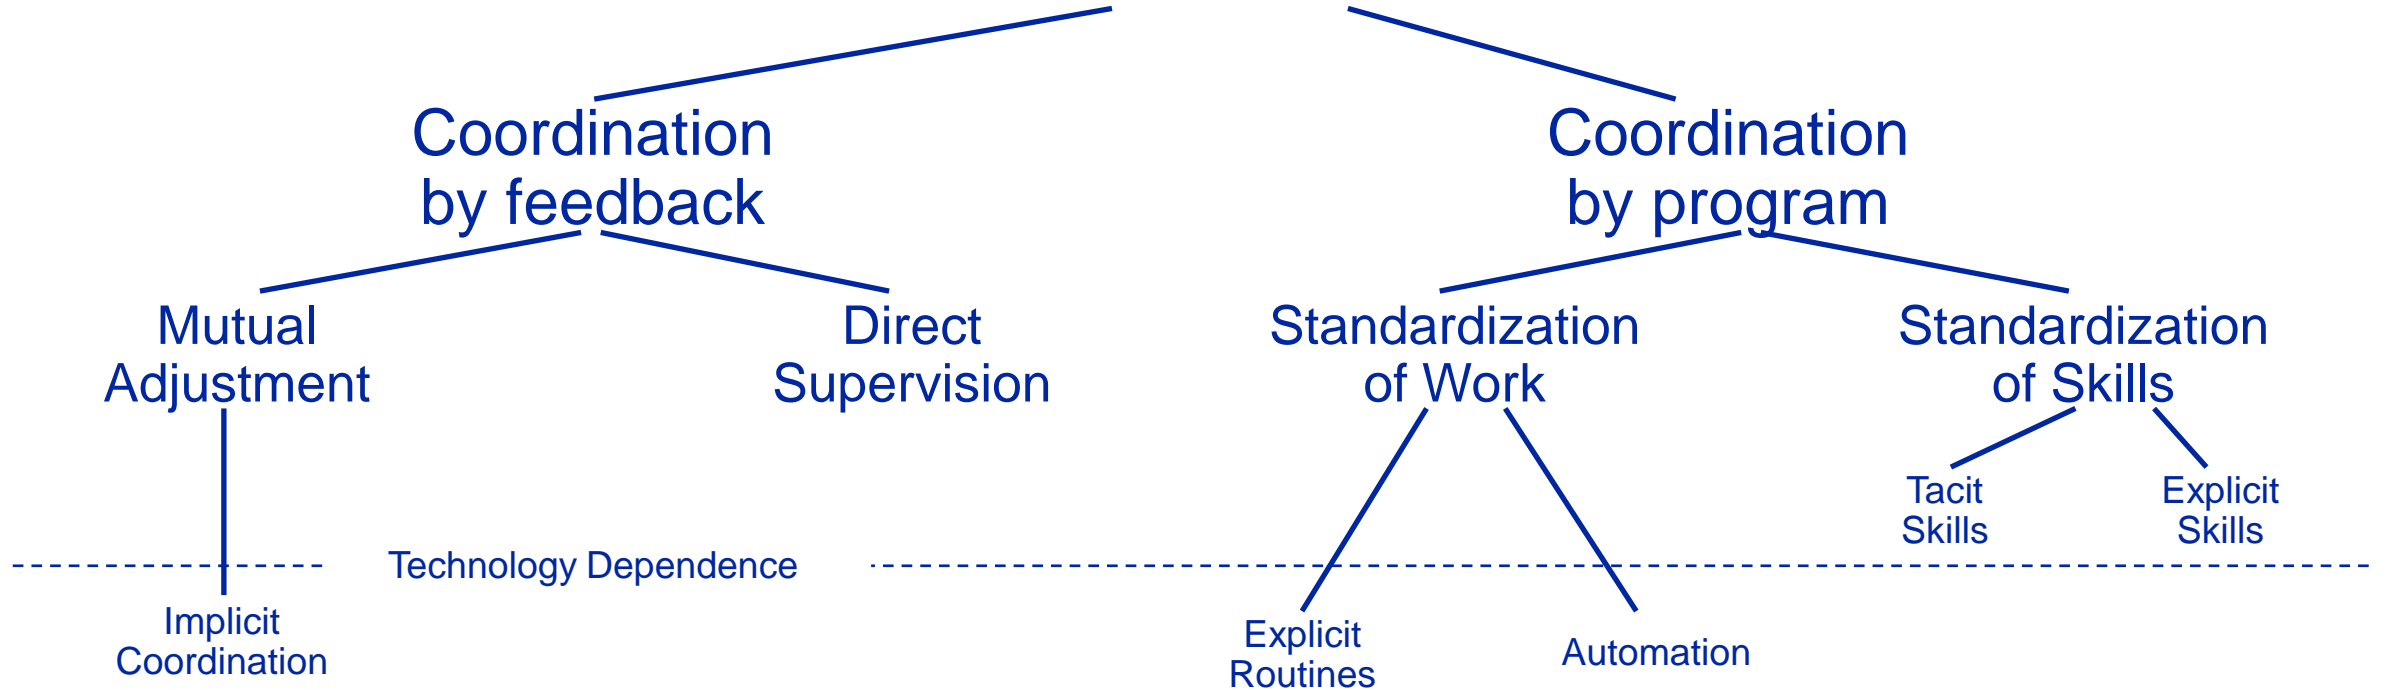 Coordination
by feedback
Coordination
by program
Mutual
Adjustment
Direct
Supervision
Standardization
of Work
Standardization
of Skills
Tacit
Skills
Explicit
Skills
Technology Dependence
Implicit
Coordination
Explicit
Routines
Automation